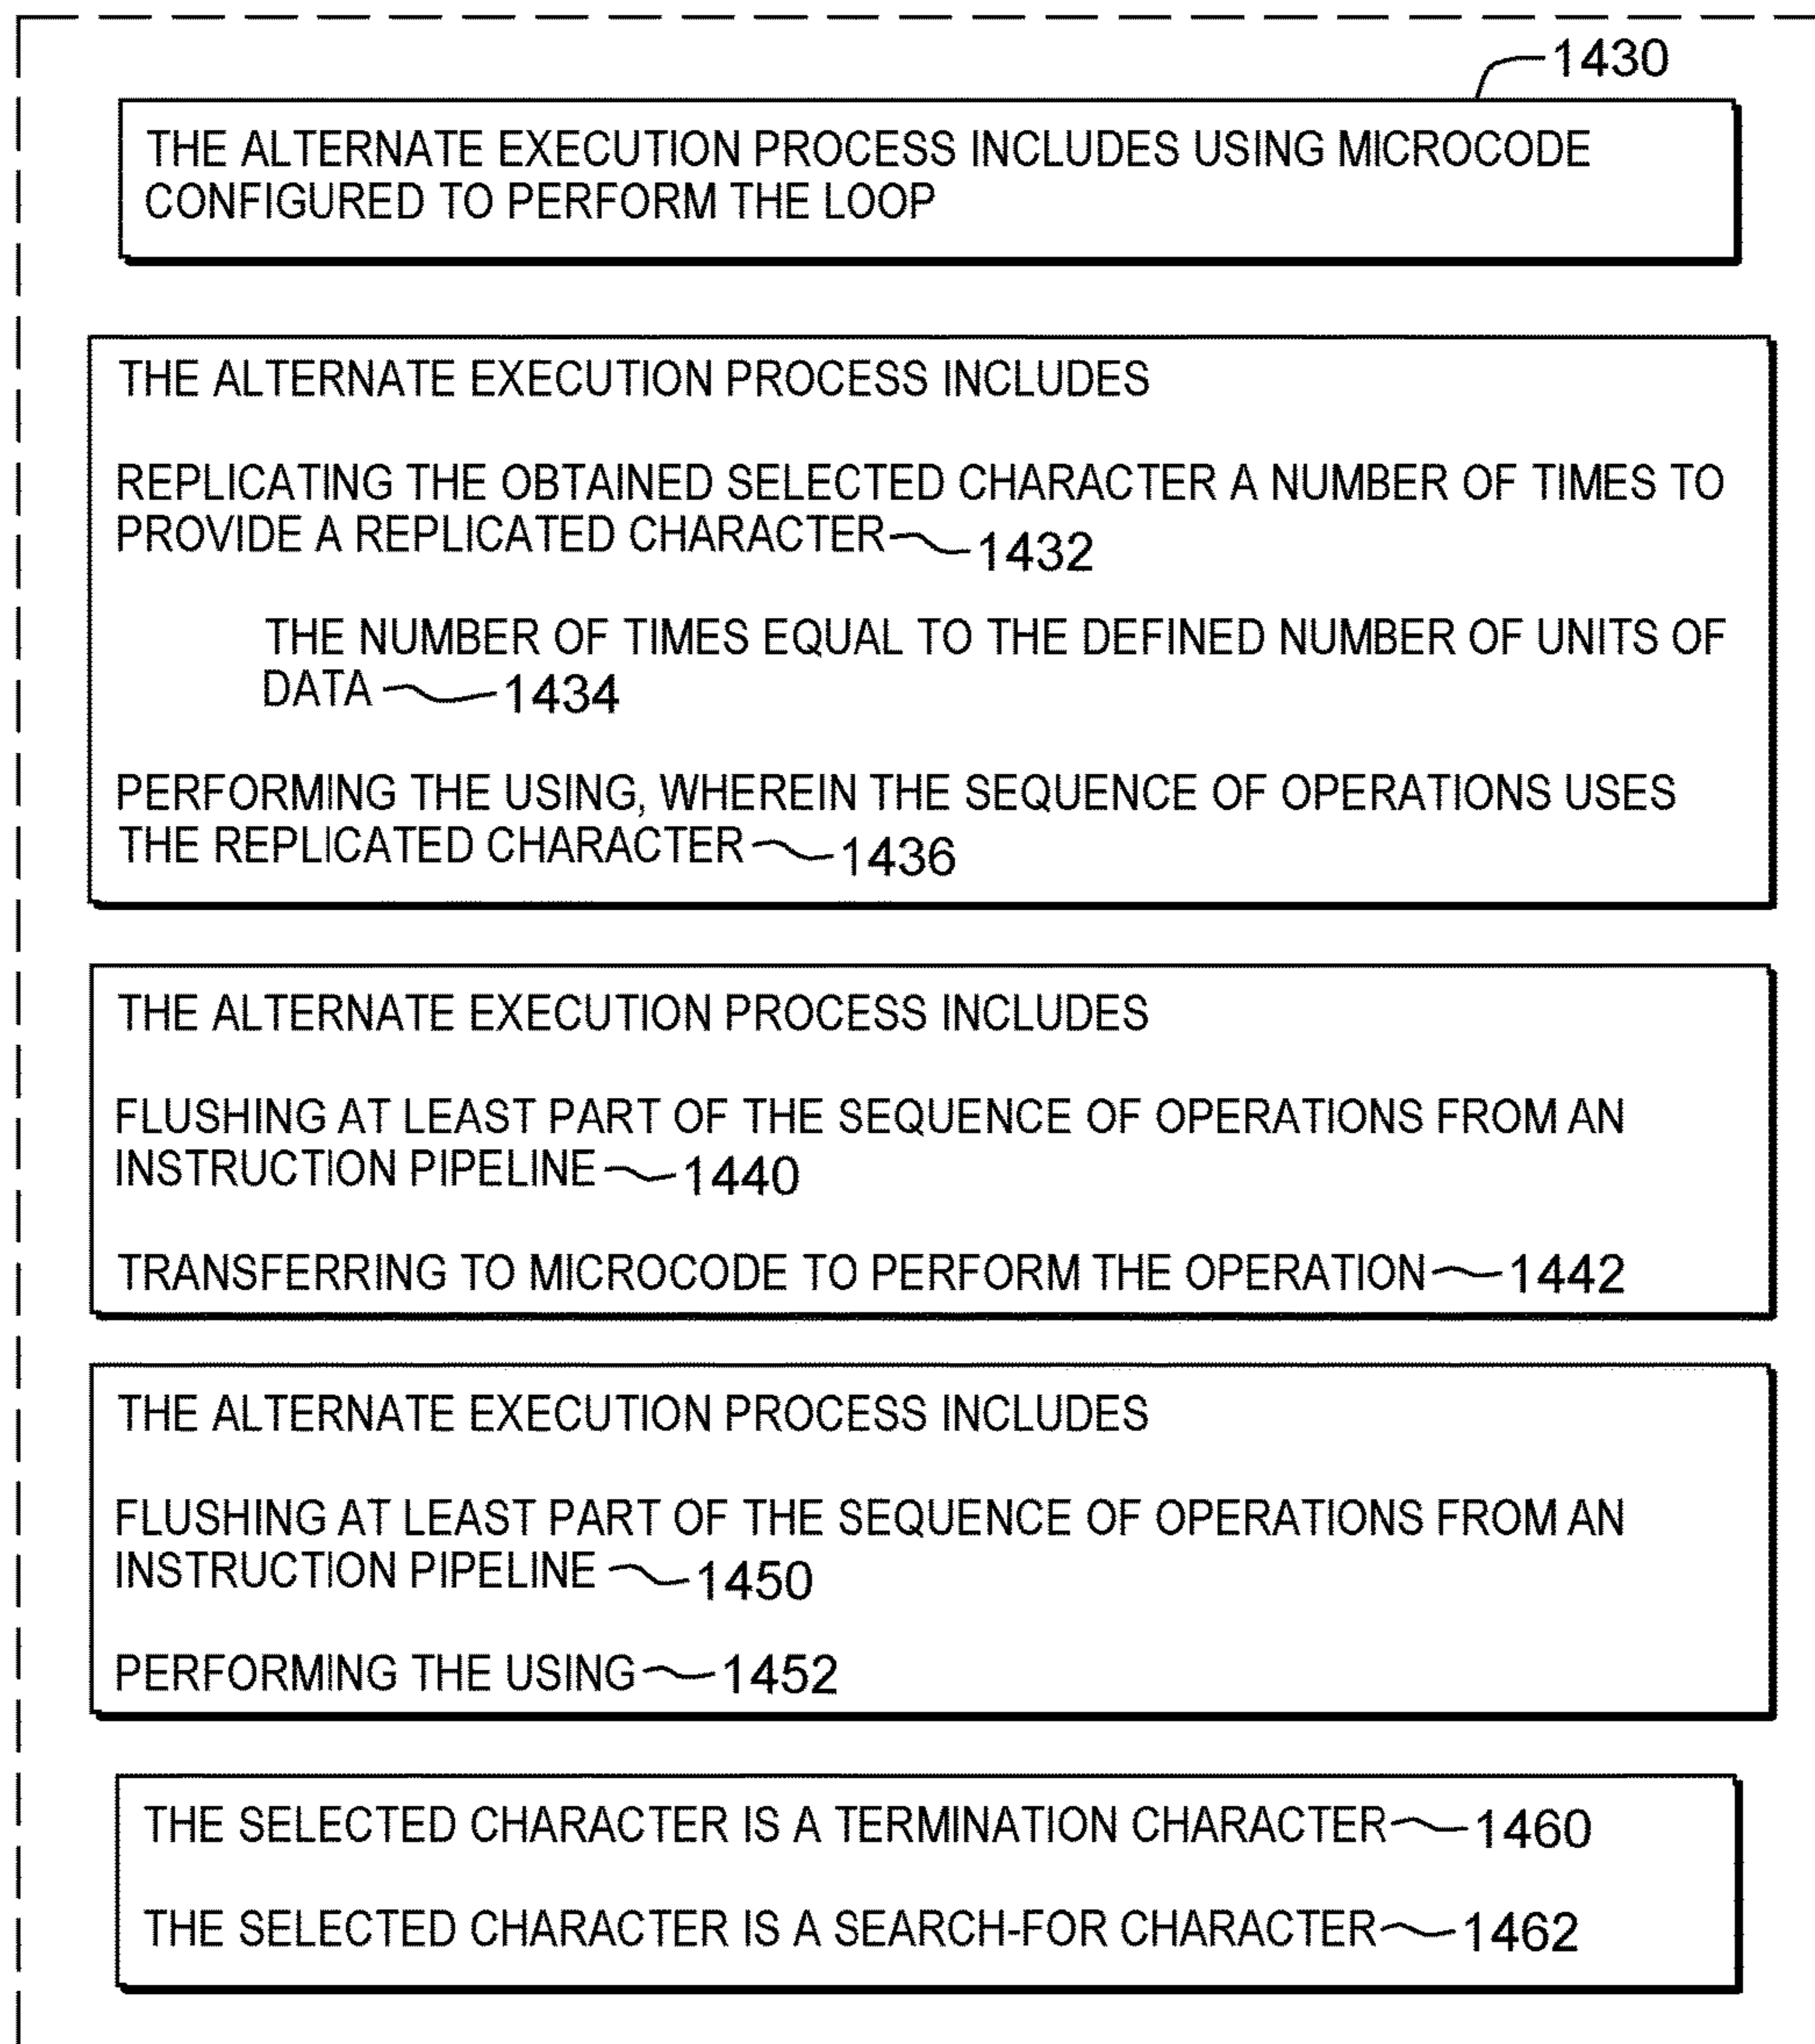 1430
THE ALTERNATE EXECUTION PROCESS INCLUDES USING MICROCODE
CONFIGURED TO PERFORM THE LOOP
THE ALTERNATE EXECUTION PROCESS INCLUDES
REPLICATING THE OBTAINED SELECTED CHARACTER A NUMBER OF TIMES TO
PROVIDE A REPLICATED CHARACTER 1432
THE NUMBER OF TIMES EQUAL TO THE DEFINED NUMBER OF UNITS OF
DATA 1434
PERFORMING THE USING, WHEREIN THE SEQUENCE OF OPERATIONS USES
THE REPLICATED CHARACTER 1436
THE ALTERNATE EXECUTION PROCESS INCLUDES
FLUSHING AT LEAST PART OF THE SEQUENCE OF OPERATIONS FROM AN
INSTRUCTION PIPELINE 1440
TRANSFERRING TO MICROCODE TO PERFORM THE OPERATION 1442
THE ALTERNATE EXECUTION PROCESS INCLUDES
FLUSHING AT LEAST PART OF THE SEQUENCE OF OPERATIONS FROM AN
INSTRUCTION PIPELINE 1450
PERFORMING THE USING 1452
THE SELECTED CHARACTER IS A TERMINATION CHARACTER 1460
THE SELECTED CHARACTER IS A SEARCH-FOR CHARACTER 1462